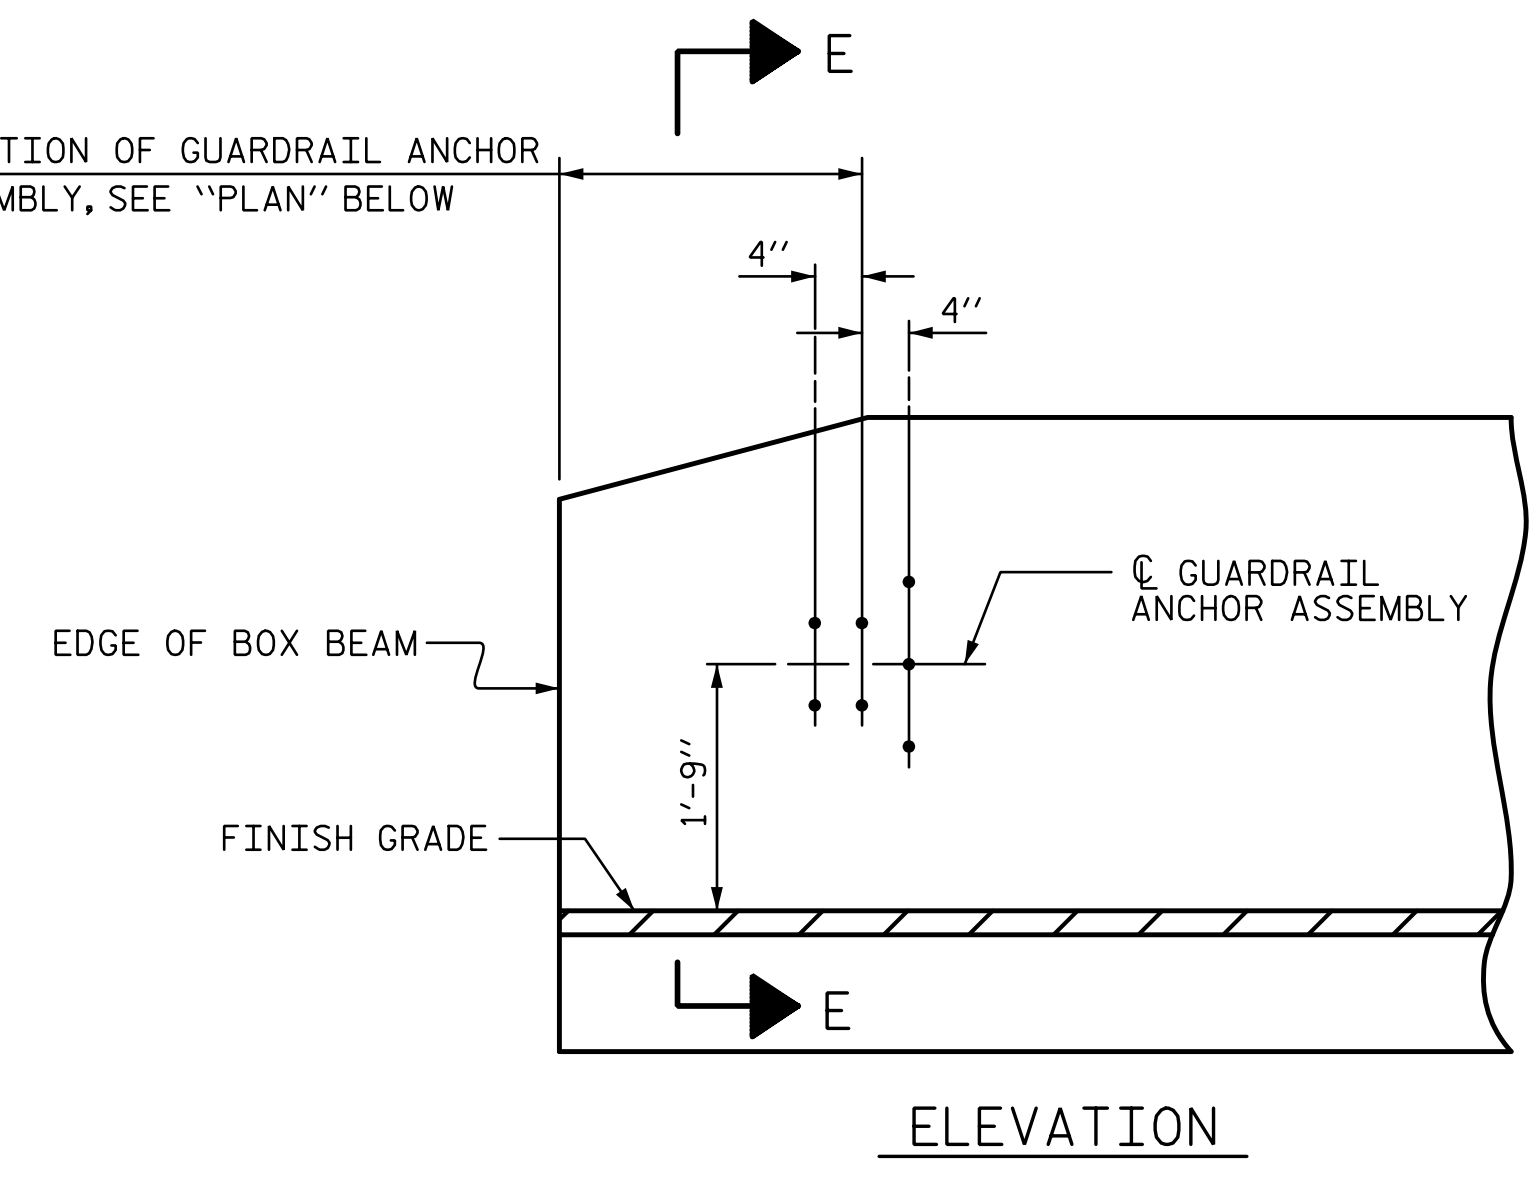 E
TION OF GUARDRAIL ANCHOR
MBLY, SEE "PLAN" BELOW
4"
4"
℄ GUARDRAIL
ANCHOR ASSEMBLY
EDGE OF BOX BEAM
1'-9"
FINISH GRADE
E
ELEVATION